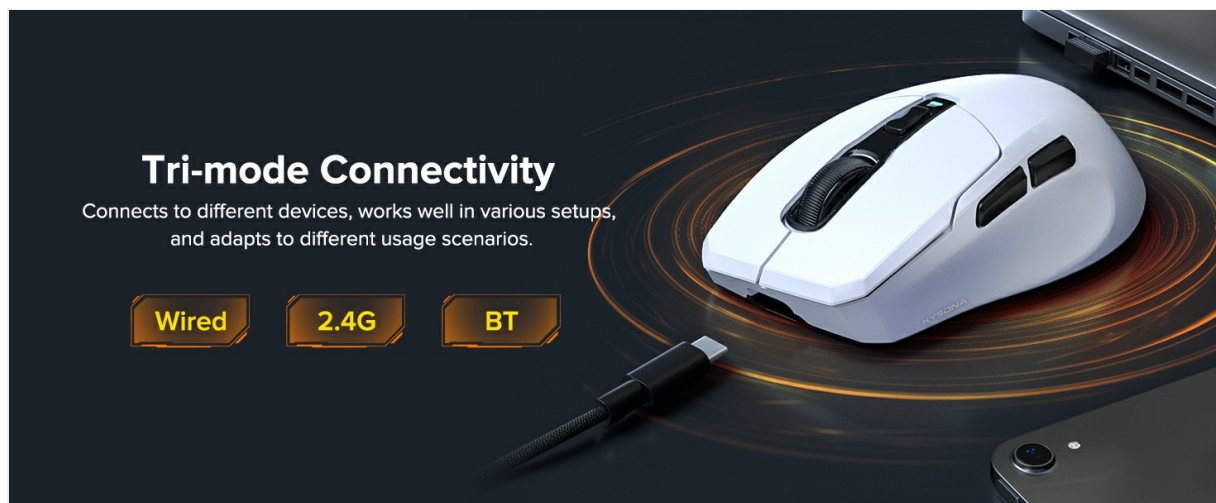 Tri-mode Connectivity
Connects to different devices, works well in various setups,
and adapts to different usage scenarios.
Wired
2.4G
BT
KYSONA